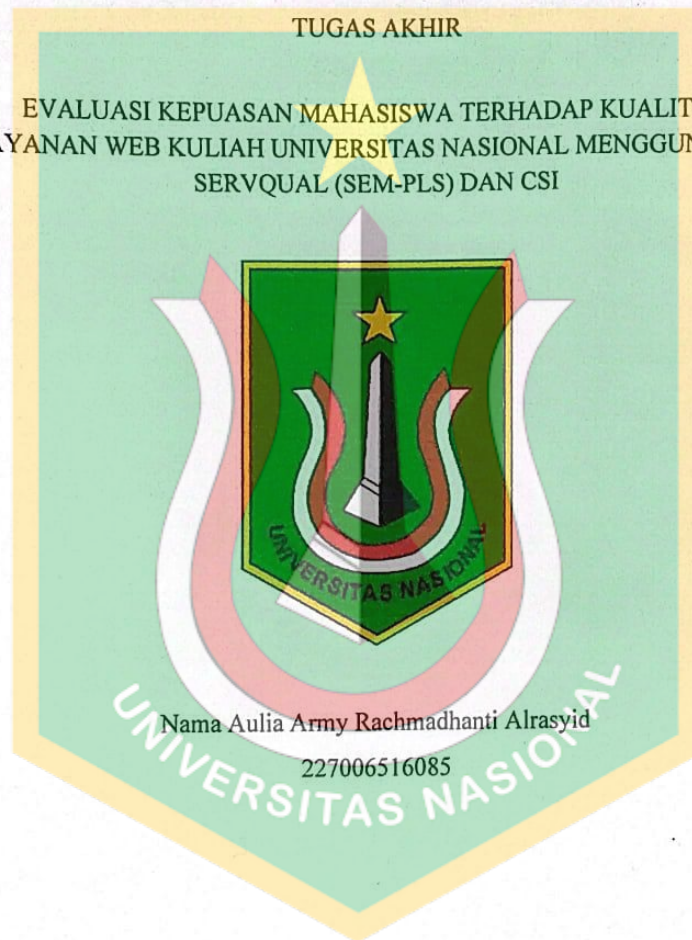 TUGAS AKHIR
EVALUASI KEPUASAN MAHASISWA TERHADAP KUALIT
AYANAN WEB KULIAH UNIVERSITAS NASIONAL MENGGUN
SERVQUAL (SEM-PLS) DAN CSI
UNIVERSITAS NASIONAL
Nama Aulia Army Rachmadhanti Alrasyid
227006516085
UNIVERSITAS NASIONAL